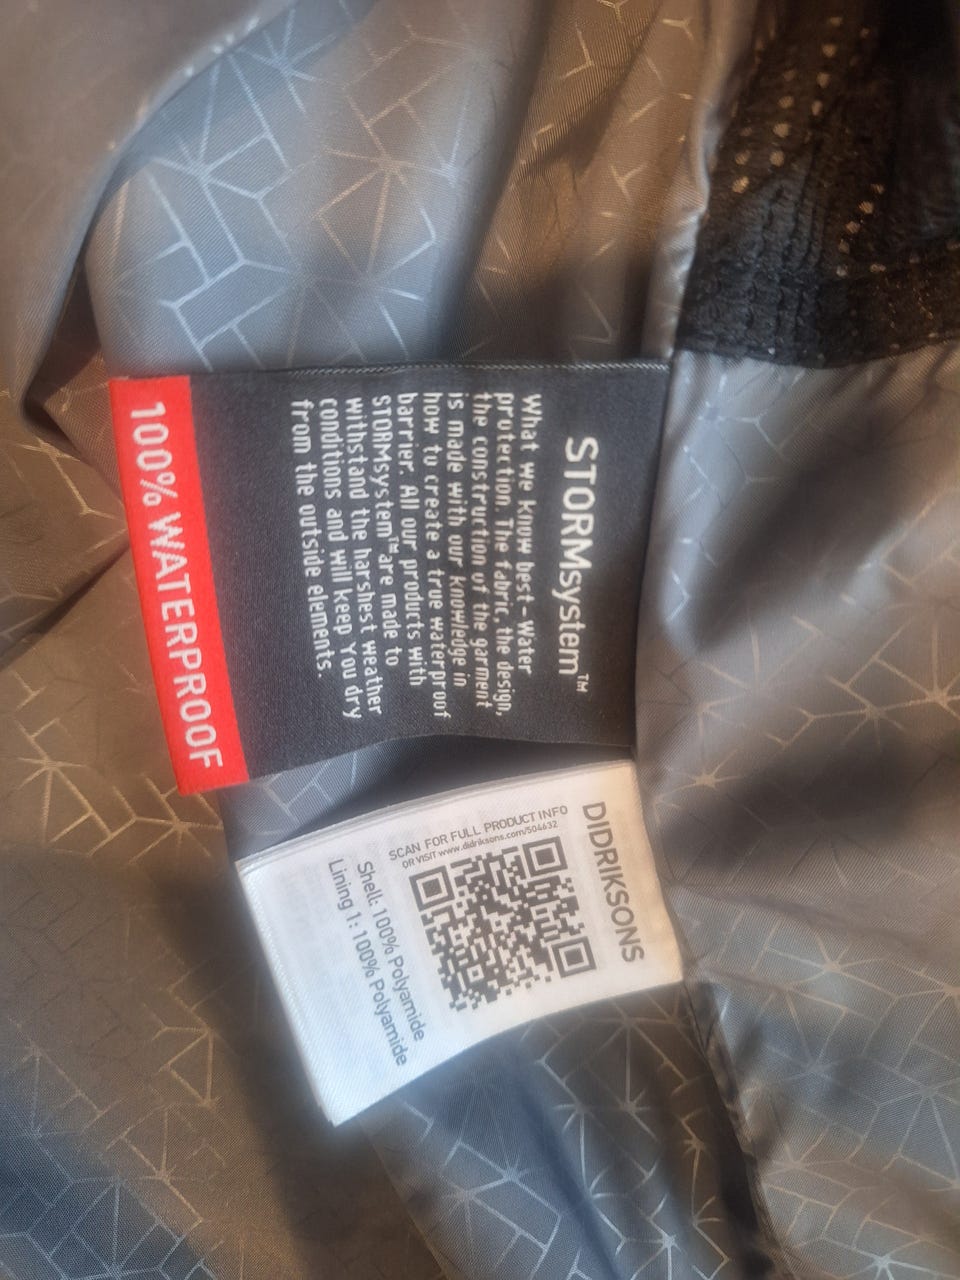 STORMsystem™
What we know best-Water
protection. The fabric, the design,
the construction of the garment
is made with our knowledge in
how to create a true waterproof
barrier. All our products with
STORMsystem™ are made to
withstand the harshest weather
conditions and will keep you dry
from the outside elements.
100% WATERPROOF
DIDRIKSONS
SCAN FOR FULL PRODUCT INFO
OR VISIT www.didriksons.com/504632
Shell: 100% Polyamide
Lining 1: 100% Polyamide